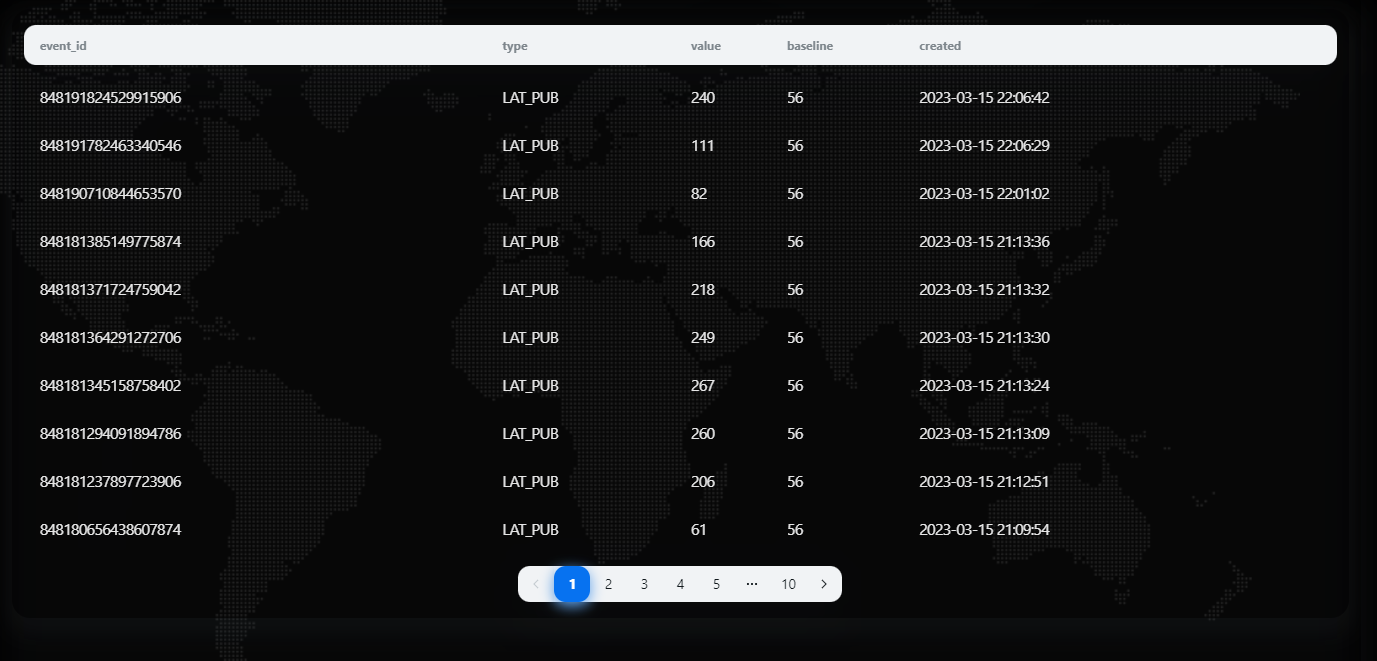 event_id type value baseline created
848191824529915906 LAT_PUB 240 56 2023-03-15 22:06:42
848191782463340546 LAT_PUB 111 56 2023-03-15 22:06:29
848190710844653570 LAT_PUB 82 56 2023-03-15 22:01:02
848181385149775874 LAT_PUB 166 56 2023-03-15 21:13:36
848181371724759042 LAT_PUB 218 56 2023-03-15 21:13:32
848181364291272706 LAT_PUB 249 56 2023-03-15 21:13:30
848181345158758402 LAT_PUB 267 56 2023-03-15 21:13:24
848181294091894786 LAT_PUB 260 56 2023-03-15 21:13:09
848181237897723906 LAT_PUB 206 56 2023-03-15 21:12:51
848180656438607874 LAT_PUB 61 56 2023-03-15 21:09:54
‹ 1 2 3 4 5 ··· 10 ›